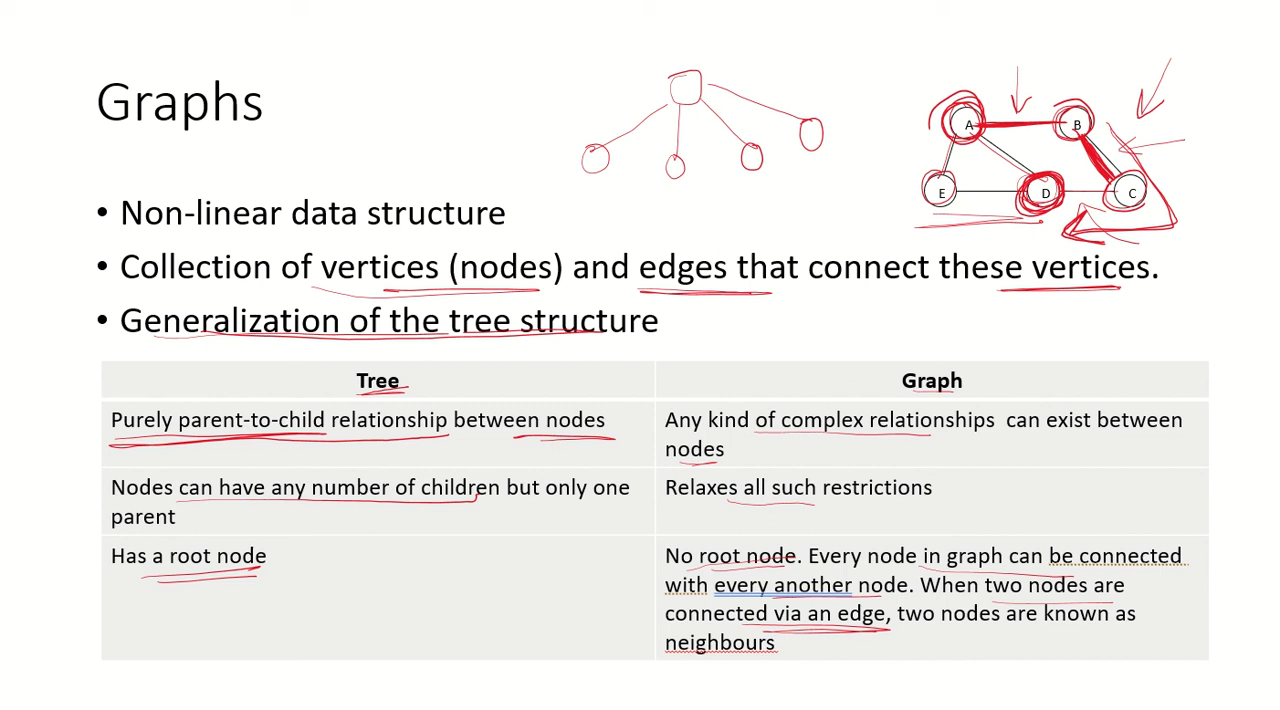 Graphs
A
B
E
D
C
• Non-linear data structure
• Collection of vertices (nodes) and edges that connect these vertices.
• Generalization of the tree structure
Tree
Graph
Purely parent-to-child relationship between nodes
Any kind of complex relationships can exist between
nodes
Nodes can have any number of children but only one
parent
Relaxes all such restrictions
Has a root node
No root node. Every node in graph can be connected
with every another node. When two nodes are
connected via an edge, two nodes are known as
neighbours